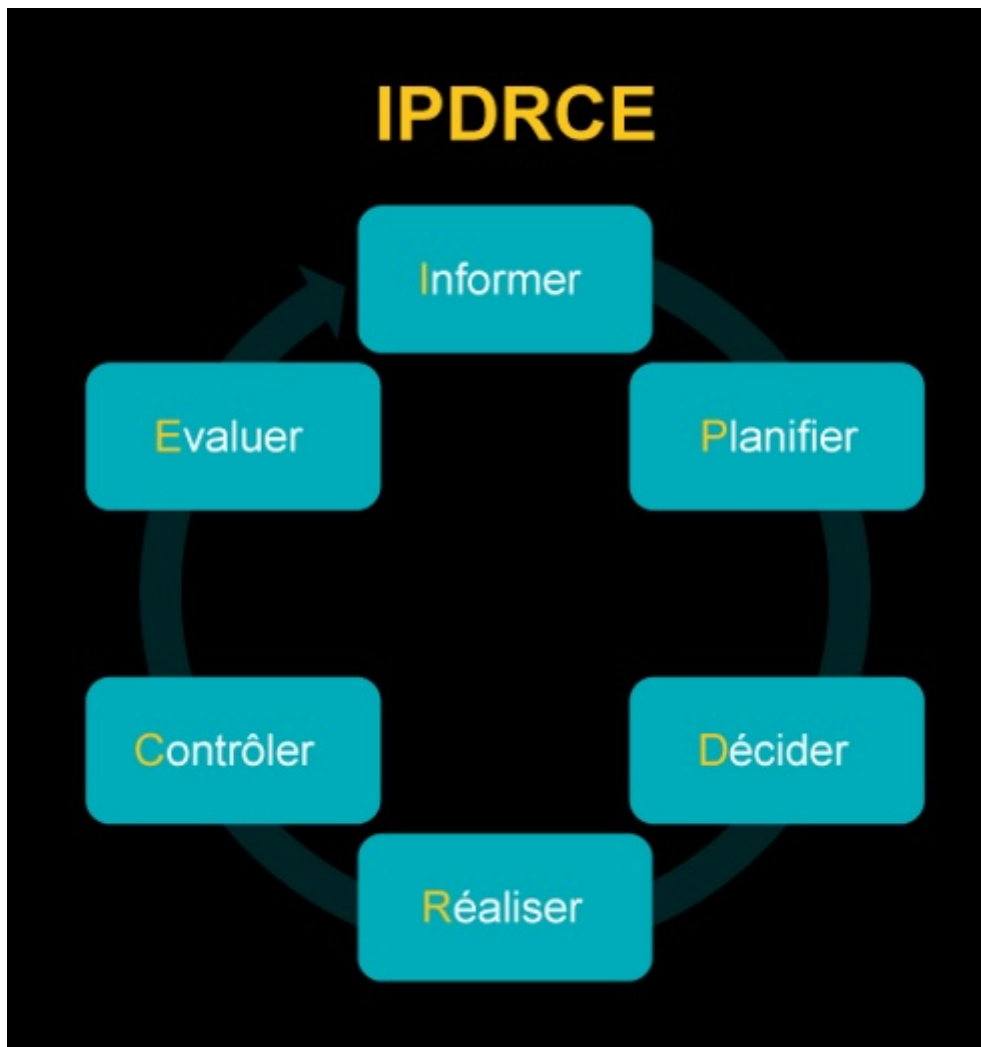 IPDRCE
Informer
Planifier
Décider
Réaliser
Contrôler
Evaluer